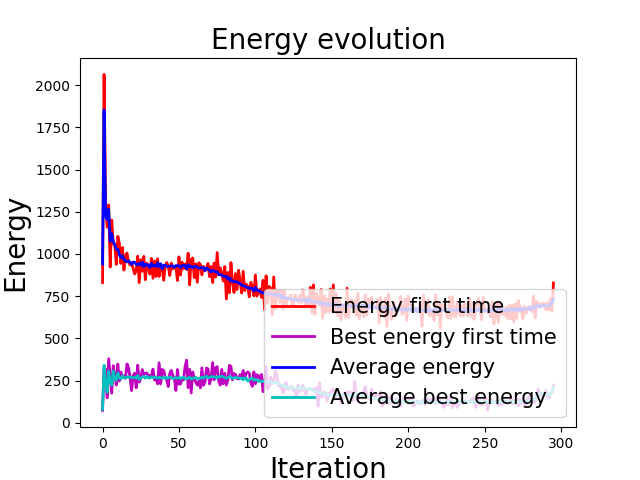 Energy evolution
Energy
2000
1750
1500
1250
1000
750
500
250
0
Energy first time
Best energy first time
Average energy
Average best energy
0 50 100 150 200 250 300
Iteration